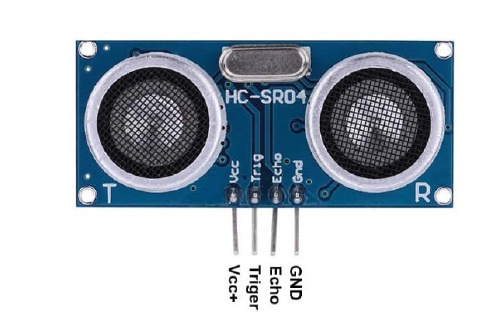 HC-SR04
Vcc
Trig
Echo
Gnd
T
R
Vcc+
Triger
Echo
GND